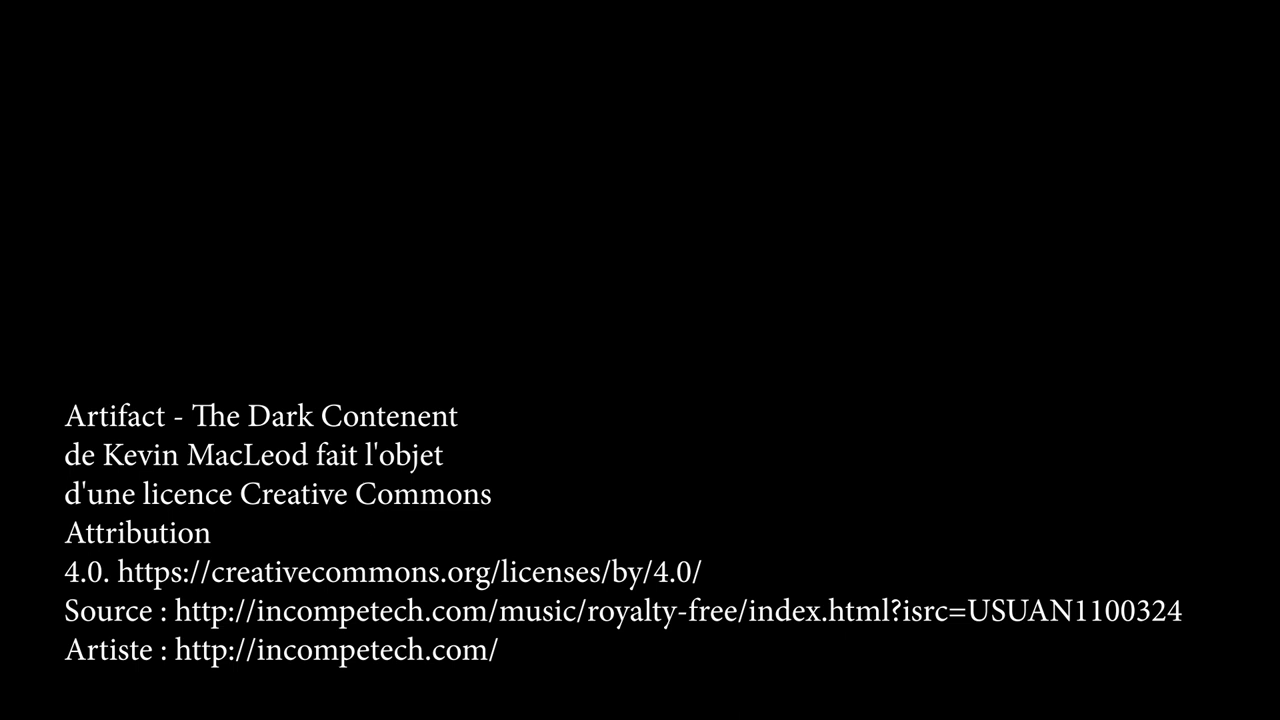 Artifact - The Dark Contenent
de Kevin MacLeod fait l'objet
d'une licence Creative Commons
Attribution
4.0. https://creativecommons.org/licenses/by/4.0/
Source : http://incompetech.com/music/royalty-free/index.html?isrc=USUAN1100324
Artiste : http://incompetech.com/